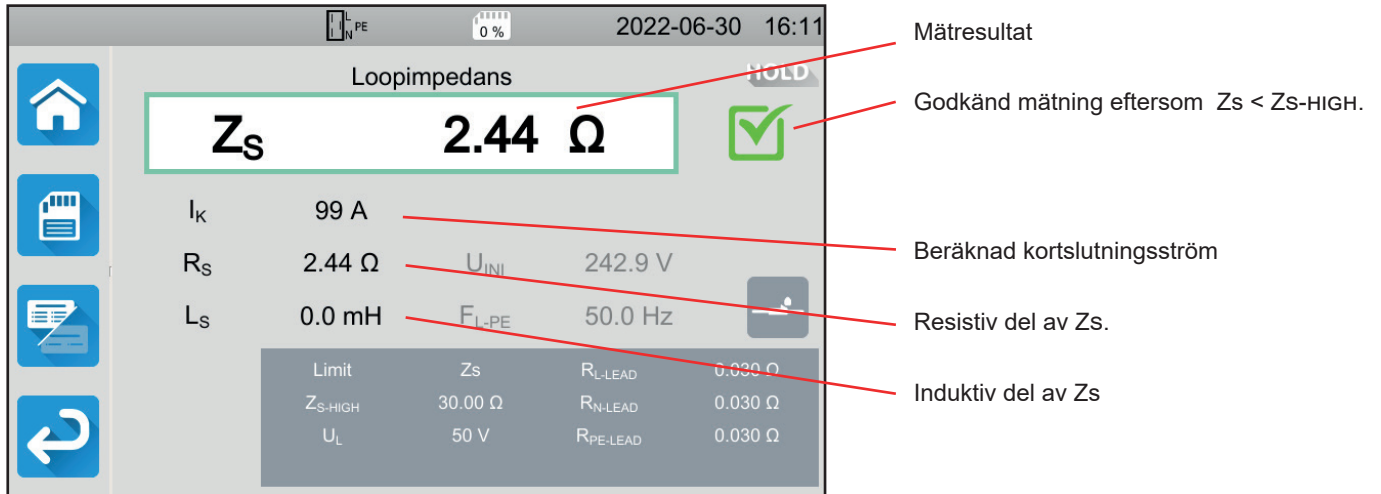 L PE N 0 % 2022-06-30 16:11
Loopimpedans HOLD
Zs 2.44 Ω
IK 99 A
RS 2.44 Ω UINI 242.9 V
LS 0.0 mH FL-PE 50.0 Hz
Limit Zs RL-LEAD 0.030 Ω
ZS-HIGH 30.00 Ω RN-LEAD 0.030 Ω
UL 50 V RPE-LEAD 0.030 Ω
Mätresultat
Godkänd mätning eftersom Zs < Zs-HIGH.
Beräknad kortslutningsström
Resistiv del av Zs.
Induktiv del av Zs